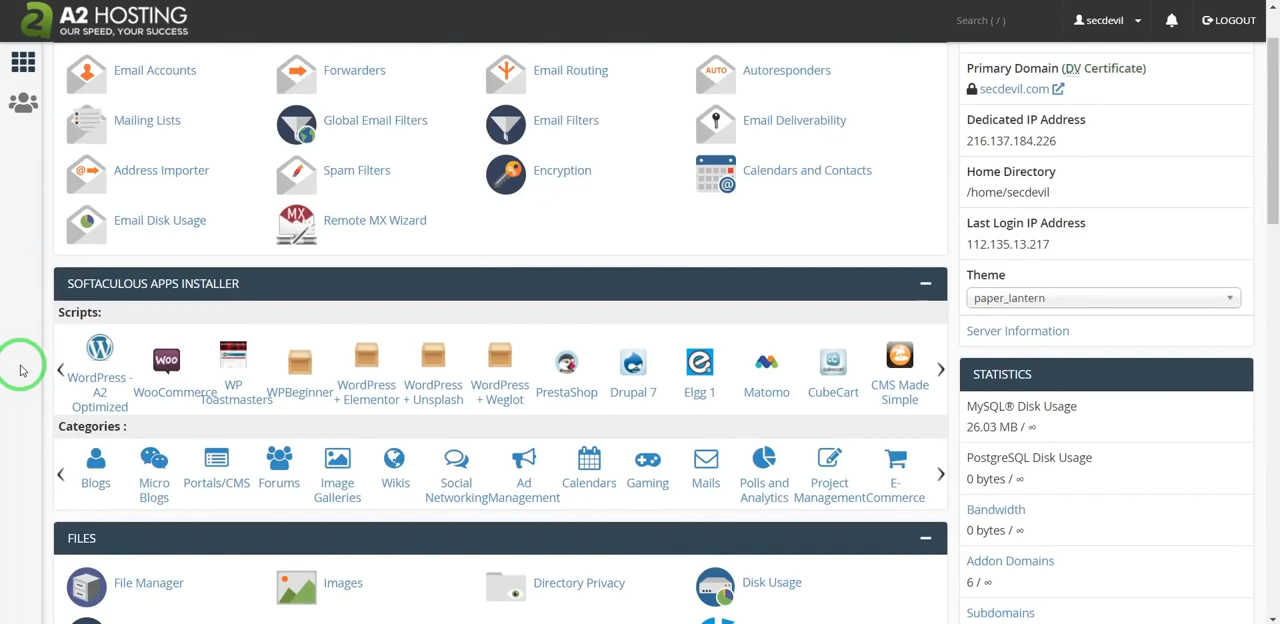 A2 HOSTING
OUR SPEED, YOUR SUCCESS
Search ( / )
secdevil
LOGOUT
Email Accounts
Forwarders
Email Routing
AUTO
Autoresponders
Mailing Lists
Global Email Filters
Email Filters
Email Deliverability
Address Importer
Spam Filters
Encryption
Calendars and Contacts
Email Disk Usage
MX
Remote MX Wizard
SOFTACULOUS APPS INSTALLER
Scripts:
WordPress -
A2
Optimized
Woo
WooCommerce
WP
Toastmasters
WPBeginner
WordPress
+ Elementor
WordPress
+ Unsplash
WordPress
+ Weglot
PrestaShop
Drupal 7
Elgg 1
Matomo
CubeCart
CMS Made
Simple
Categories :
Blogs
Micro
Blogs
Portals/CMS
Forums
Image
Galleries
Wikis
Social
Networking
Ad
Management
Calendars
Gaming
Mails
Polls and
Analytics
Project
Management
E-
Commerce
FILES
File Manager
Images
Directory Privacy
Disk Usage
Primary Domain (DV Certificate)
secdevil.com
Dedicated IP Address
216.137.184.226
Home Directory
/home/secdevil
Last Login IP Address
112.135.13.217
Theme
paper_lantern
Server Information
STATISTICS
MySQL® Disk Usage
26.03 MB / ∞
PostgreSQL Disk Usage
0 bytes / ∞
Bandwidth
0 bytes / ∞
Addon Domains
6 / ∞
Subdomains